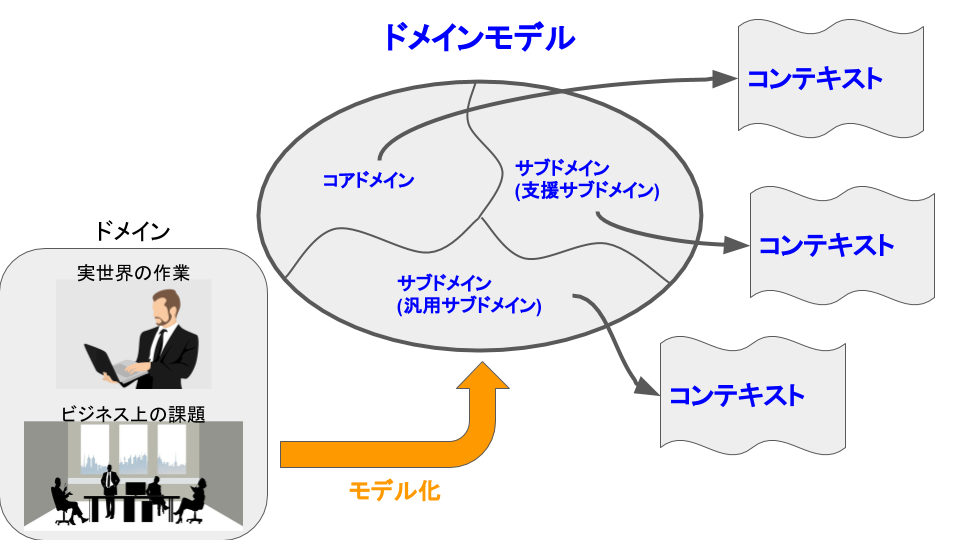 ドメインモデル
コンテキスト
コアドメイン
サブドメイン
(支援サブドメイン)
コンテキスト
サブドメイン
(汎用サブドメイン)
コンテキスト
ドメイン
実世界の作業
ビジネス上の課題
モデル化